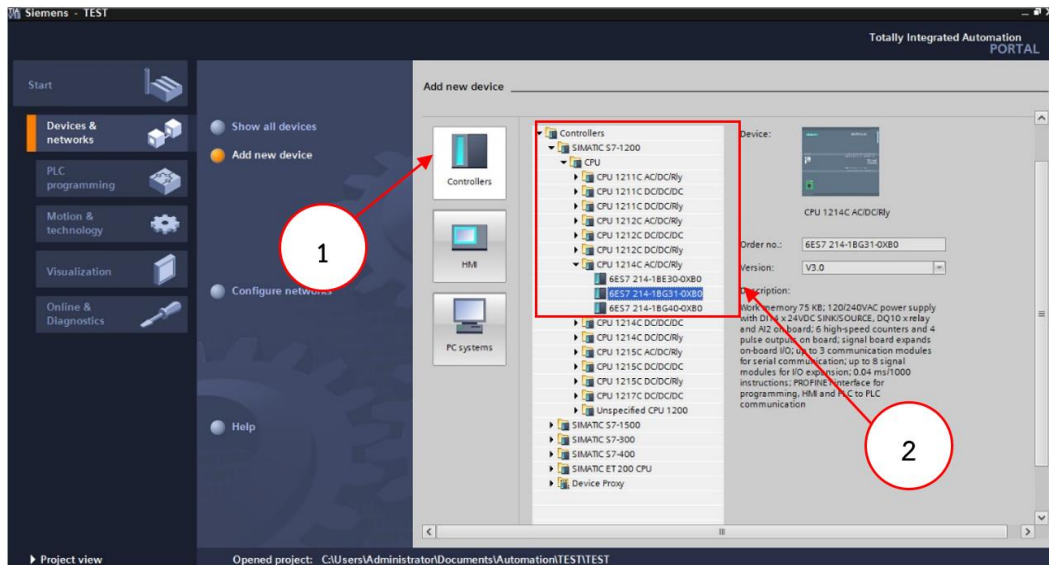 Siemens - TEST
Totally Integrated Automation
PORTAL
Start
Devices &
networks
PLC
programming
Motion &
technology
Visualization
Online &
Diagnostics
Show all devices
Add new device
Configure networks
Help
Add new device
Controllers
HMI
PC systems
Controllers
SIMATIC S7-1200
CPU
CPU 1211C AC/DC/Rly
CPU 1211C DC/DC/DC
CPU 1211C DC/DC/Rly
CPU 1212C AC/DC/Rly
CPU 1212C DC/DC/DC
CPU 1212C DC/DC/Rly
CPU 1214C AC/DC/Rly
6ES7 214-1BE30-0XB0
6ES7 214-1BG31-0XB0
6ES7 214-1BG40-0XB0
CPU 1214C DC/DC/DC
CPU 1214C DC/DC/Rly
CPU 1215C AC/DC/Rly
CPU 1215C DC/DC/DC
CPU 1215C DC/DC/Rly
CPU 1217C DC/DC/DC
Unspecified CPU 1200
SIMATIC S7-1500
SIMATIC S7-300
SIMATIC S7-400
SIMATIC ET 200 CPU
Device Proxy
Device:
CPU 1214C AC/DC/Rly
Order no.: 6ES7 214-1BG31-0XB0
Version: V3.0
Description:
Work memory 75 KB; 120/240VAC power supply
with DI14 x 24VDC SINK/SOURCE, DQ10 x relay
and AI2 on board; 6 high-speed counters and 4
pulse outputs on board; signal board expands
on-board I/O; up to 3 communication modules
for serial communication; up to 8 signal
modules for I/O expansion; 0.04 ms/1000
instructions; PROFINET interface for
programming, HMI and PLC to PLC
communication
1
2
Project view
Opened project: C:\Users\Administrator\Documents\Automation\TEST\TEST